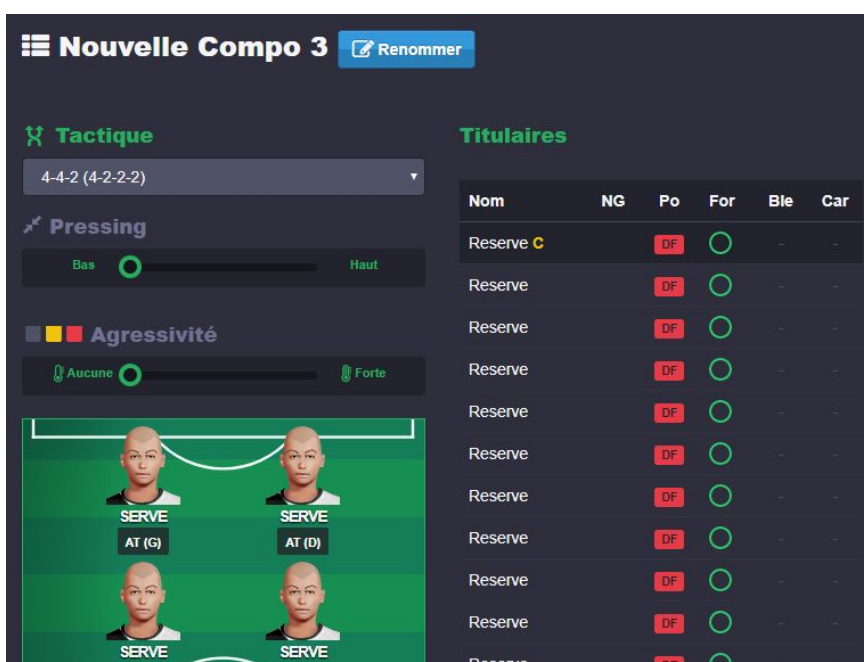 Nouvelle Compo 3 Renommer
Tactique
4-4-2 (4-2-2-2)
Pressing
Bas Haut
Agressivité
Aucune Forte
SERVE SERVE
AT (G) AT (D)
SERVE SERVE
Titulaires
Nom NG Po For Ble Car
Reserve C DF - -
Reserve DF - -
Reserve DF - -
Reserve DF - -
Reserve DF - -
Reserve DF - -
Reserve DF - -
Reserve DF - -
Reserve DF - -
Reserve DF - -